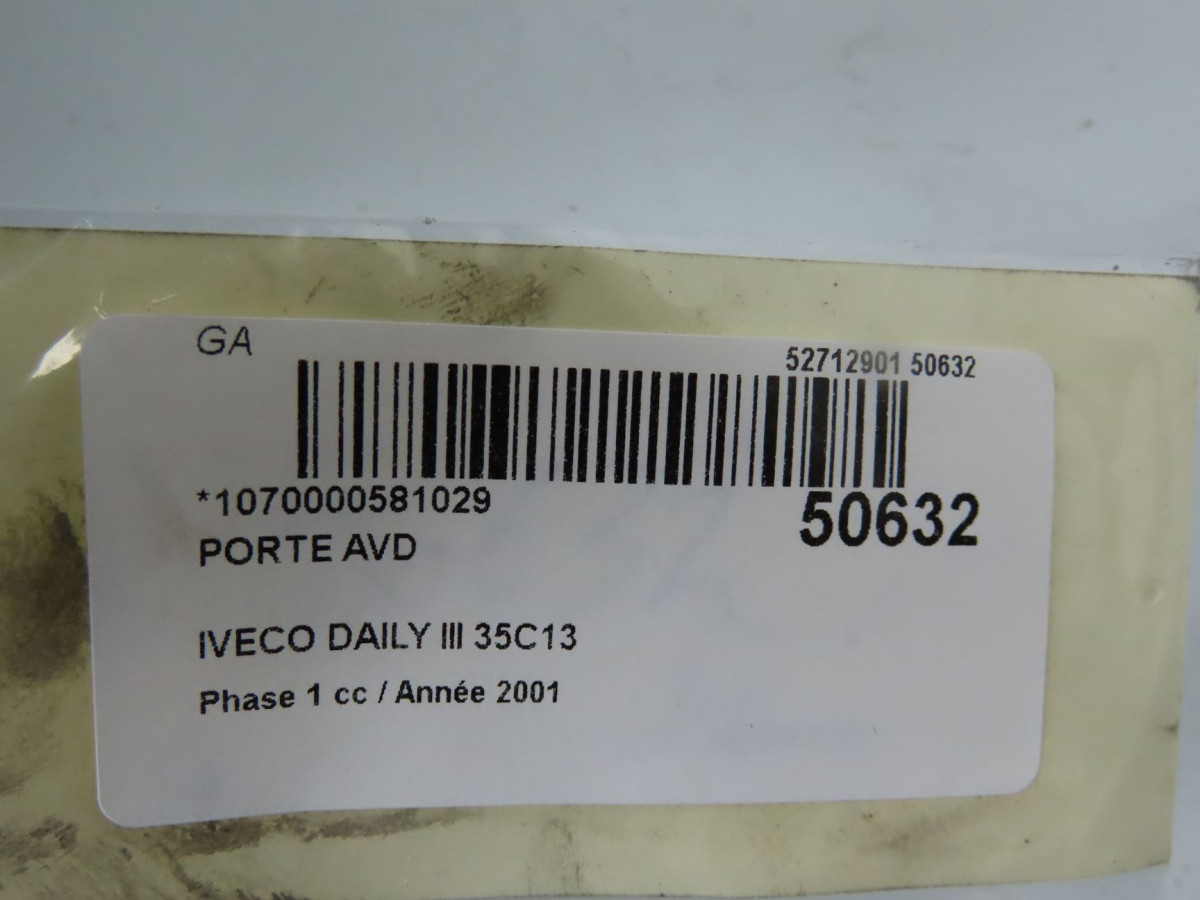 GA
52712901 50632
*1070000581029
50632
PORTE AVD
IVECO DAILY III 35C13
Phase 1 cc / Année 2001